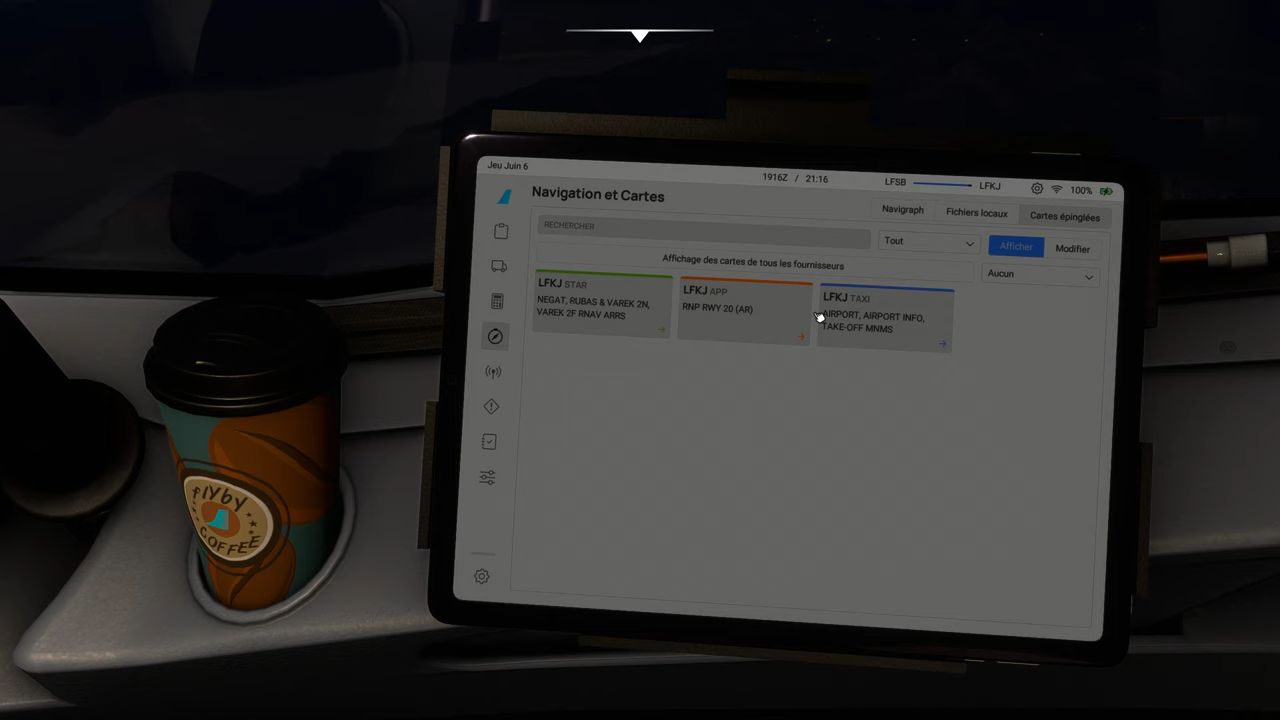 Jeu Juin 6
1916Z / 21:16
LFSB
LFKJ
100%
Navigation et Cartes
Navigraph
Fichiers locaux
Cartes épinglées
RECHERCHER
Tout
Afficher
Modifier
Affichage des cartes de tous les fournisseurs
Aucun
LFKJ STAR
NEGAT, RUBAS & VAREK 2N,
VAREK 2F RNAV ARRS
LFKJ APP
RNP RWY 20 (AR)
LFKJ TAXI
AIRPORT, AIRPORT INFO,
TAKE-OFF MNMS
flyby
COFFEE